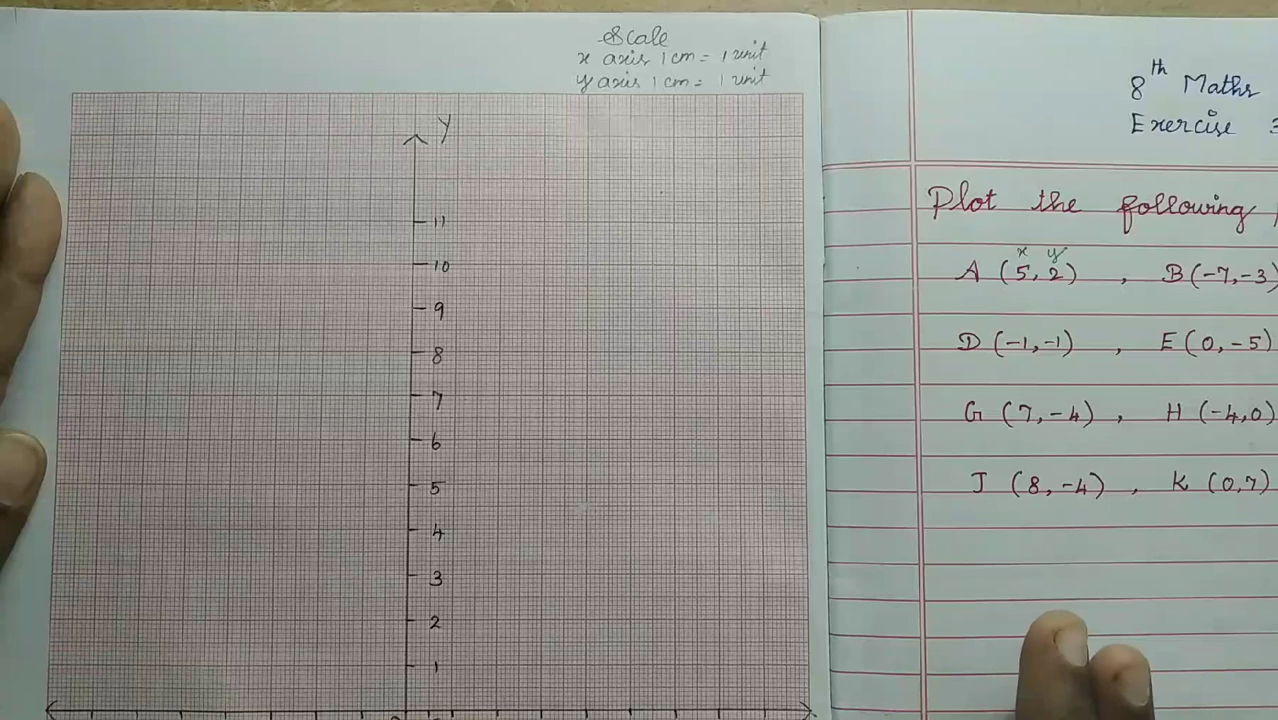 Scale
x axis 1 cm = 1 unit
y axis 1 cm = 1 unit
Y
11
10
9
8
7
6
5
4
3
2
1
8th Maths
Exercise 3
Plot the following
x y
A (5, 2) , B (-7, -3)
D (-1, -1) , E (0, -5)
G (7, -4) , H (-4, 0)
J (8, -4) , K (0, 7)